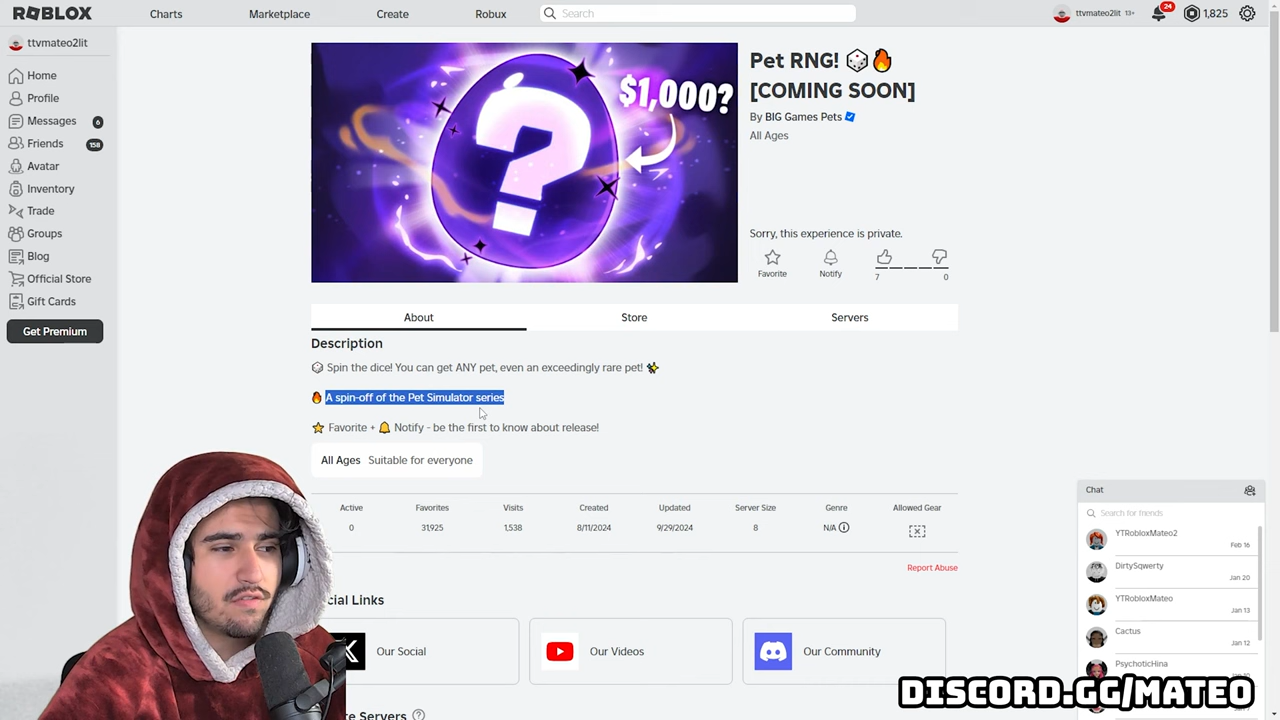 ROBLOX
Charts
Marketplace
Create
Robux
Search
ttvmateo2lit 13+
24
1,825
ttvmateo2lit
Home
Profile
Messages 6
Friends 158
Avatar
Inventory
Trade
Groups
Blog
Official Store
Gift Cards
Get Premium
$1,000?
?
Pet RNG! 🎲🔥
[COMING SOON]
By BIG Games Pets
All Ages
Sorry, this experience is private.
Favorite
Notify
7
0
About
Store
Servers
Description
🎲 Spin the dice! You can get ANY pet, even an exceedingly rare pet! ✨
🔥 A spin-off of the Pet Simulator series
⭐ Favorite + 🔔 Notify - be the first to know about release!
All Ages Suitable for everyone
Active
Favorites
Visits
Created
Updated
Server Size
Genre
Allowed Gear
0
31,925
1,538
8/11/2024
9/29/2024
8
N/A
Report Abuse
cial Links
Our Social
Our Videos
Our Community
te Servers
Chat
Search for friends
YTRobloxMateo2
Feb 16
DirtySqwerty
Jan 20
YTRobloxMateo
Jan 13
Cactus
Jan 12
PsychoticHina
DISCORD.GG/MATEO